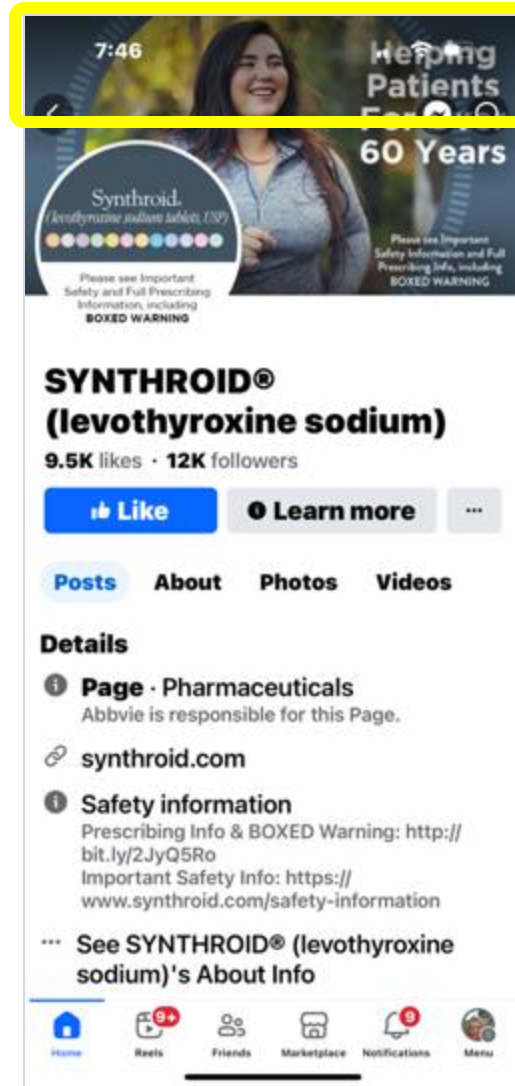 7:46
Helping
Patients
For Over
60 Years
Synthroid.
(levothyroxine sodium tablets, USP)
Please see Important
Safety and Full Prescribing
Information, including
BOXED WARNING
Please see Important
Safety Information and Full
Prescribing Info, including
BOXED WARNING
SYNTHROID®
(levothyroxine sodium)
9.5K likes · 12K followers
Like
Learn more
Posts About Photos Videos
Details
Page · Pharmaceuticals
Abbvie is responsible for this Page.
synthroid.com
Safety information
Prescribing Info & BOXED Warning: http://
bit.ly/2JyQ5Ro
Important Safety Info: https://
www.synthroid.com/safety-information
See SYNTHROID® (levothyroxine
sodium)'s About Info
9+ 9
Home Reels Friends Marketplace Notifications Menu